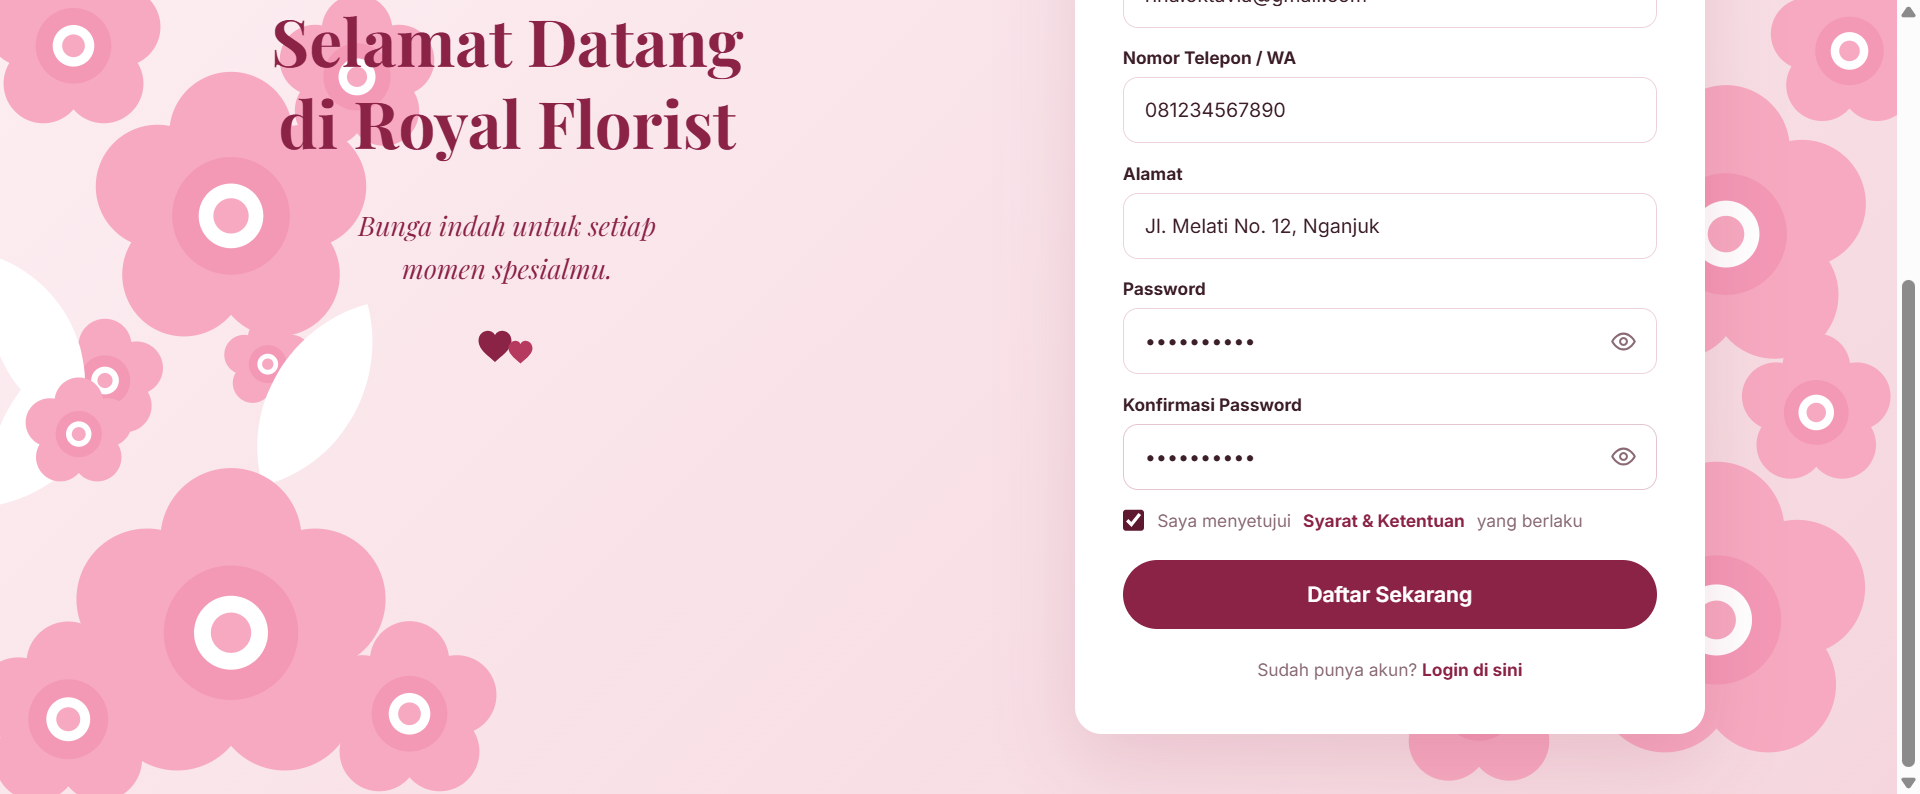 Selamat Datang
di Royal Florist
Bunga indah untuk setiap
momen spesialmu.
Nomor Telepon / WA
081234567890
Alamat
Jl. Melati No. 12, Nganjuk
Password
••••••••••
Konfirmasi Password
••••••••••
Saya menyetujui Syarat & Ketentuan yang berlaku
Daftar Sekarang
Sudah punya akun? Login di sini